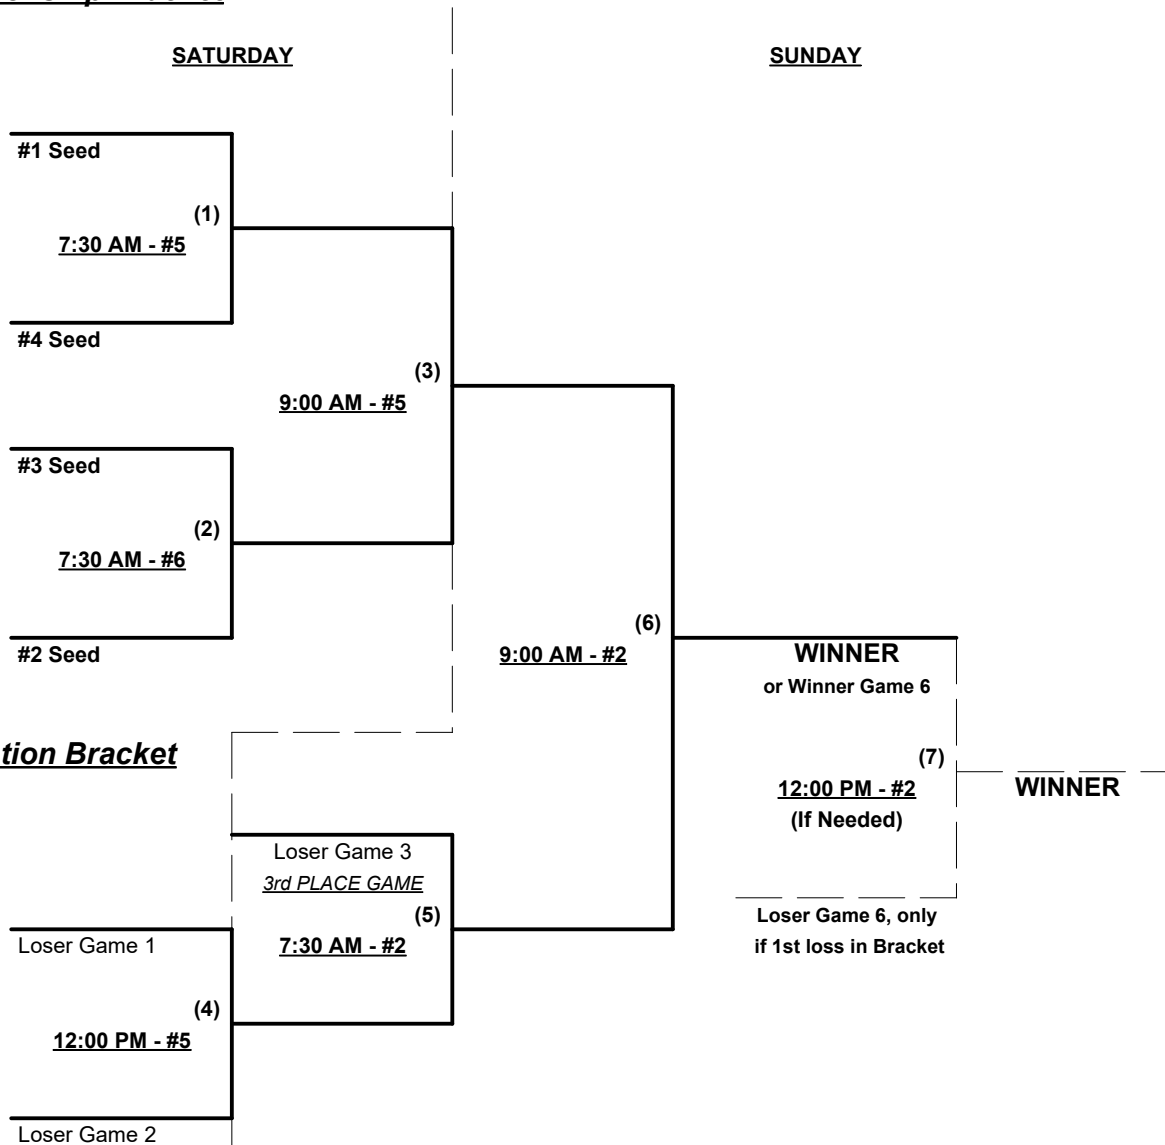 SATURDAY
SUNDAY
#1 Seed
(1)
7:30 AM - #5
#4 Seed
(3)
9:00 AM - #5
#3 Seed
(2)
7:30 AM - #6
#2 Seed
(6)
9:00 AM - #2
WINNER
or Winner Game 6
(7)
12:00 PM - #2
(If Needed)
WINNER
Loser Game 6, only
if 1st loss in Bracket
tion Bracket
Loser Game 3
3rd PLACE GAME
(5)
7:30 AM - #2
Loser Game 1
(4)
12:00 PM - #5
Loser Game 2